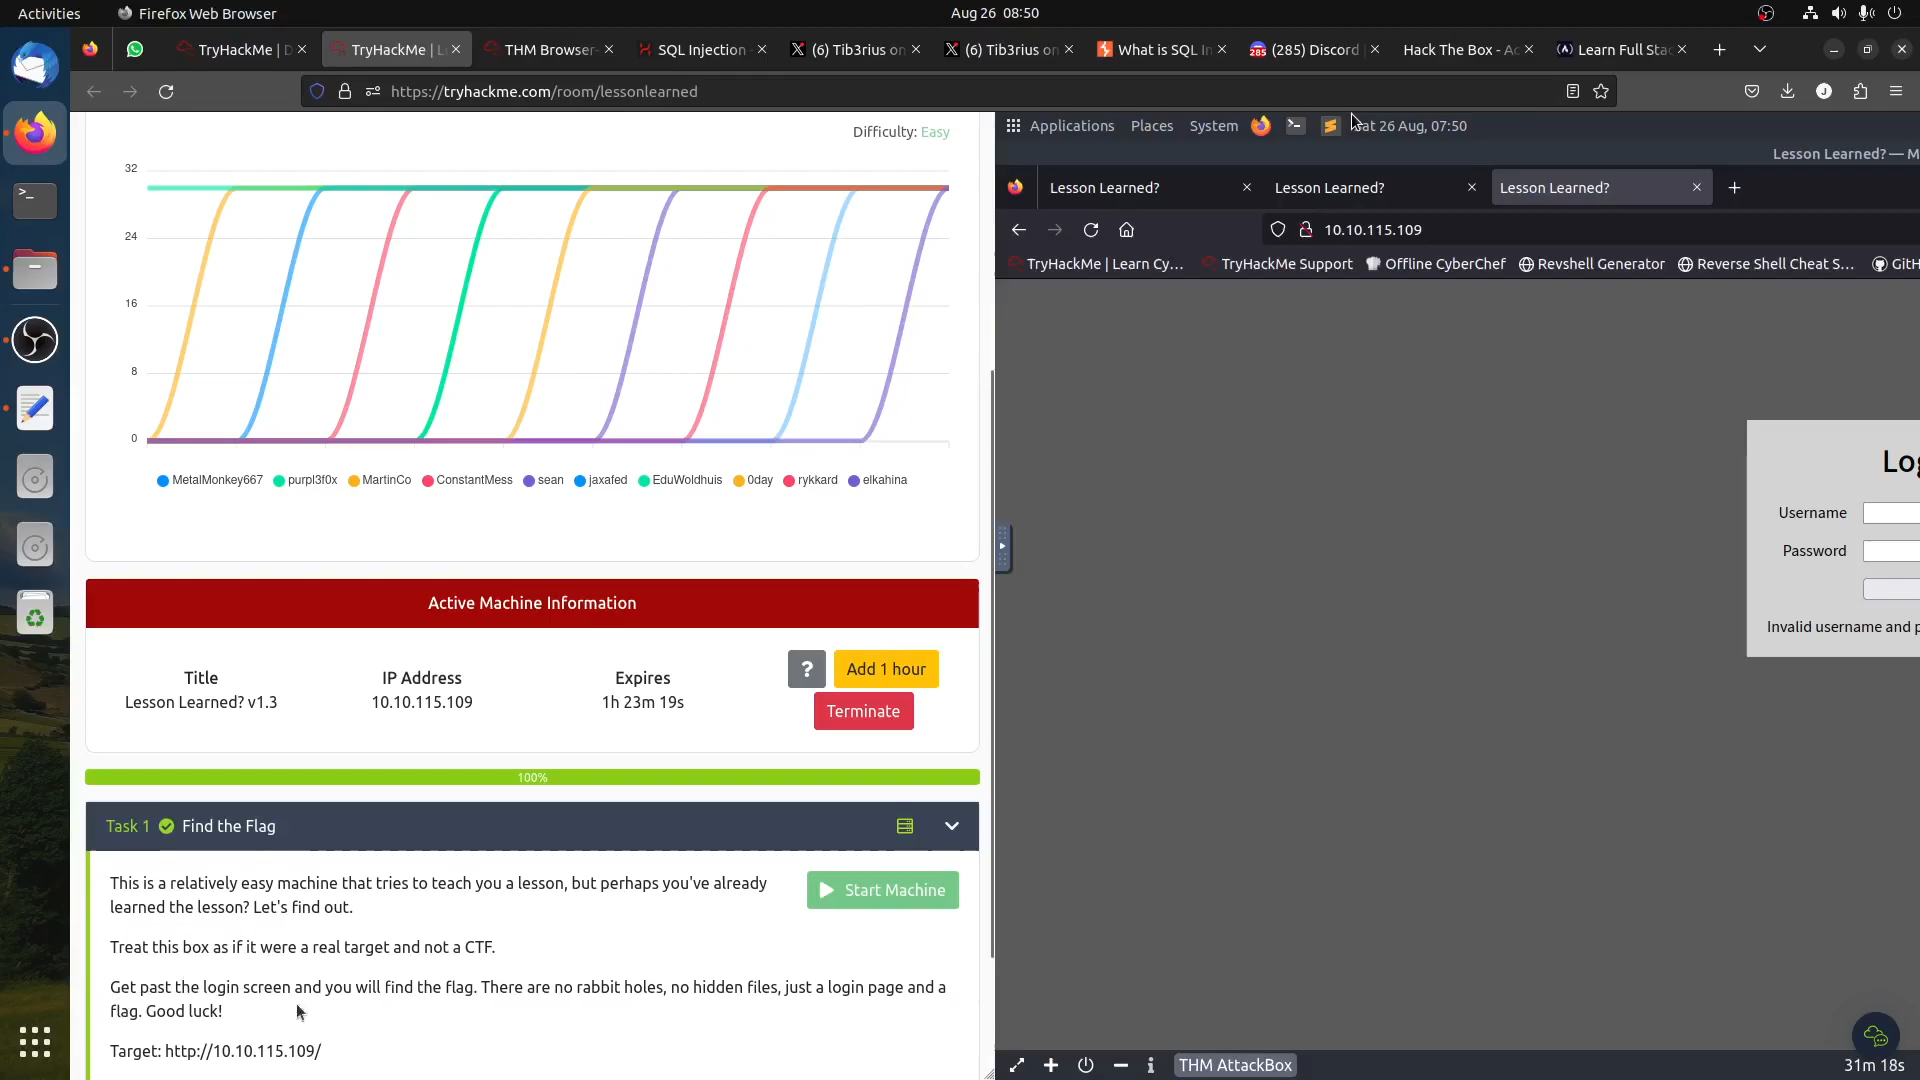 Activities
Firefox Web Browser
Aug 26 08:50
TryHackMe | D
TryHackMe | L
THM Browser-
SQL Injection
(6) Tib3rius on
(6) Tib3rius on
What is SQL In
(285) Discord
Hack The Box - Ac
Learn Full Stac
https://tryhackme.com/room/lessonlearned
Difficulty: Easy
32
24
16
8
0
MetalMonkey667 purpl3f0x MartinCo ConstantMess sean jaxafed EduWoldhuis 0day rykkard elkahina
Active Machine Information
Title
Lesson Learned? v1.3
IP Address
10.10.115.109
Expires
1h 23m 19s
?
Add 1 hour
Terminate
100%
Task 1 Find the Flag
This is a relatively easy machine that tries to teach you a lesson, but perhaps you've already
learned the lesson? Let's find out.
Start Machine
Treat this box as if it were a real target and not a CTF.
Get past the login screen and you will find the flag. There are no rabbit holes, no hidden files, just a login page and a
flag. Good luck!
Target: http://10.10.115.109/
Applications Places System
at 26 Aug, 07:50
Lesson Learned? — M
Lesson Learned?
Lesson Learned?
Lesson Learned?
10.10.115.109
TryHackMe | Learn Cy...
TryHackMe Support
Offline CyberChef
Revshell Generator
Reverse Shell Cheat S...
GitH
Log
Username
Password
Invalid username and p
THM AttackBox
31m 18s